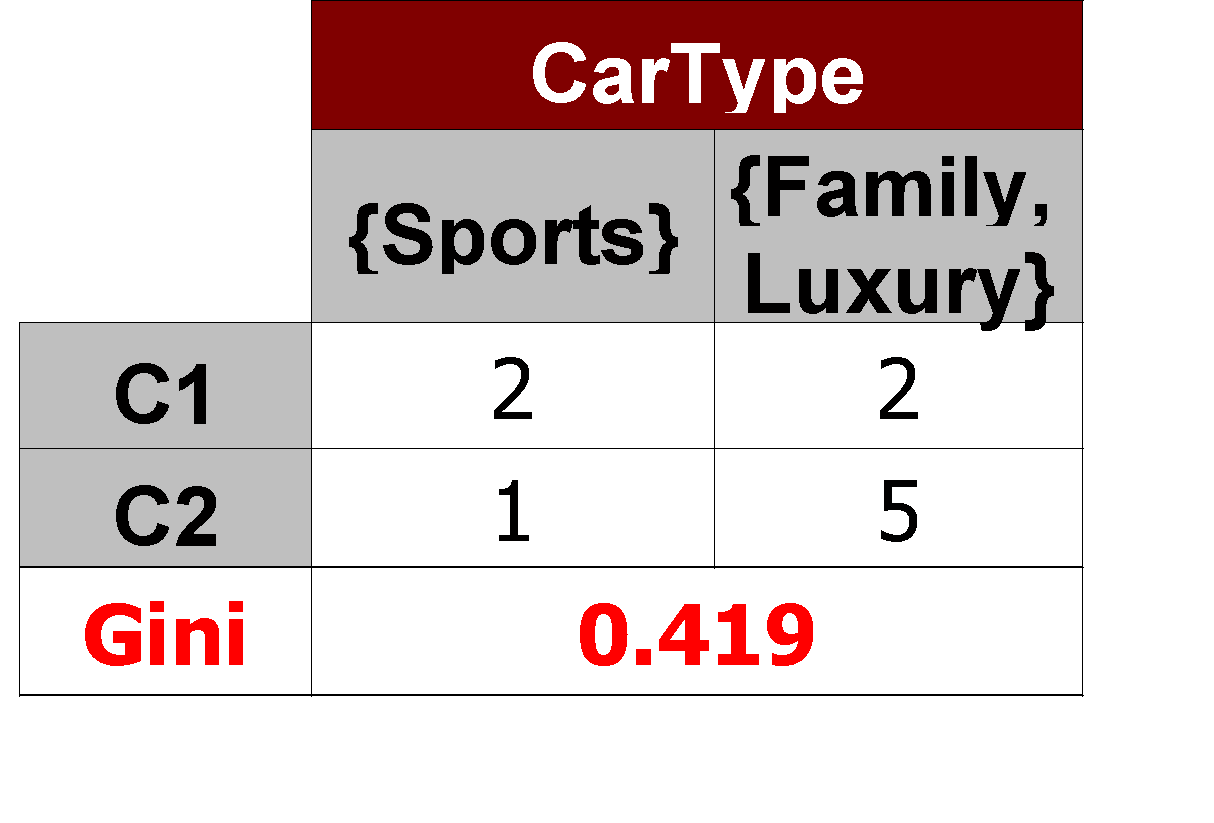 CarType
{Sports} {Family,
Luxury}
C1 2 2
C2 1 5
Gini 0.419